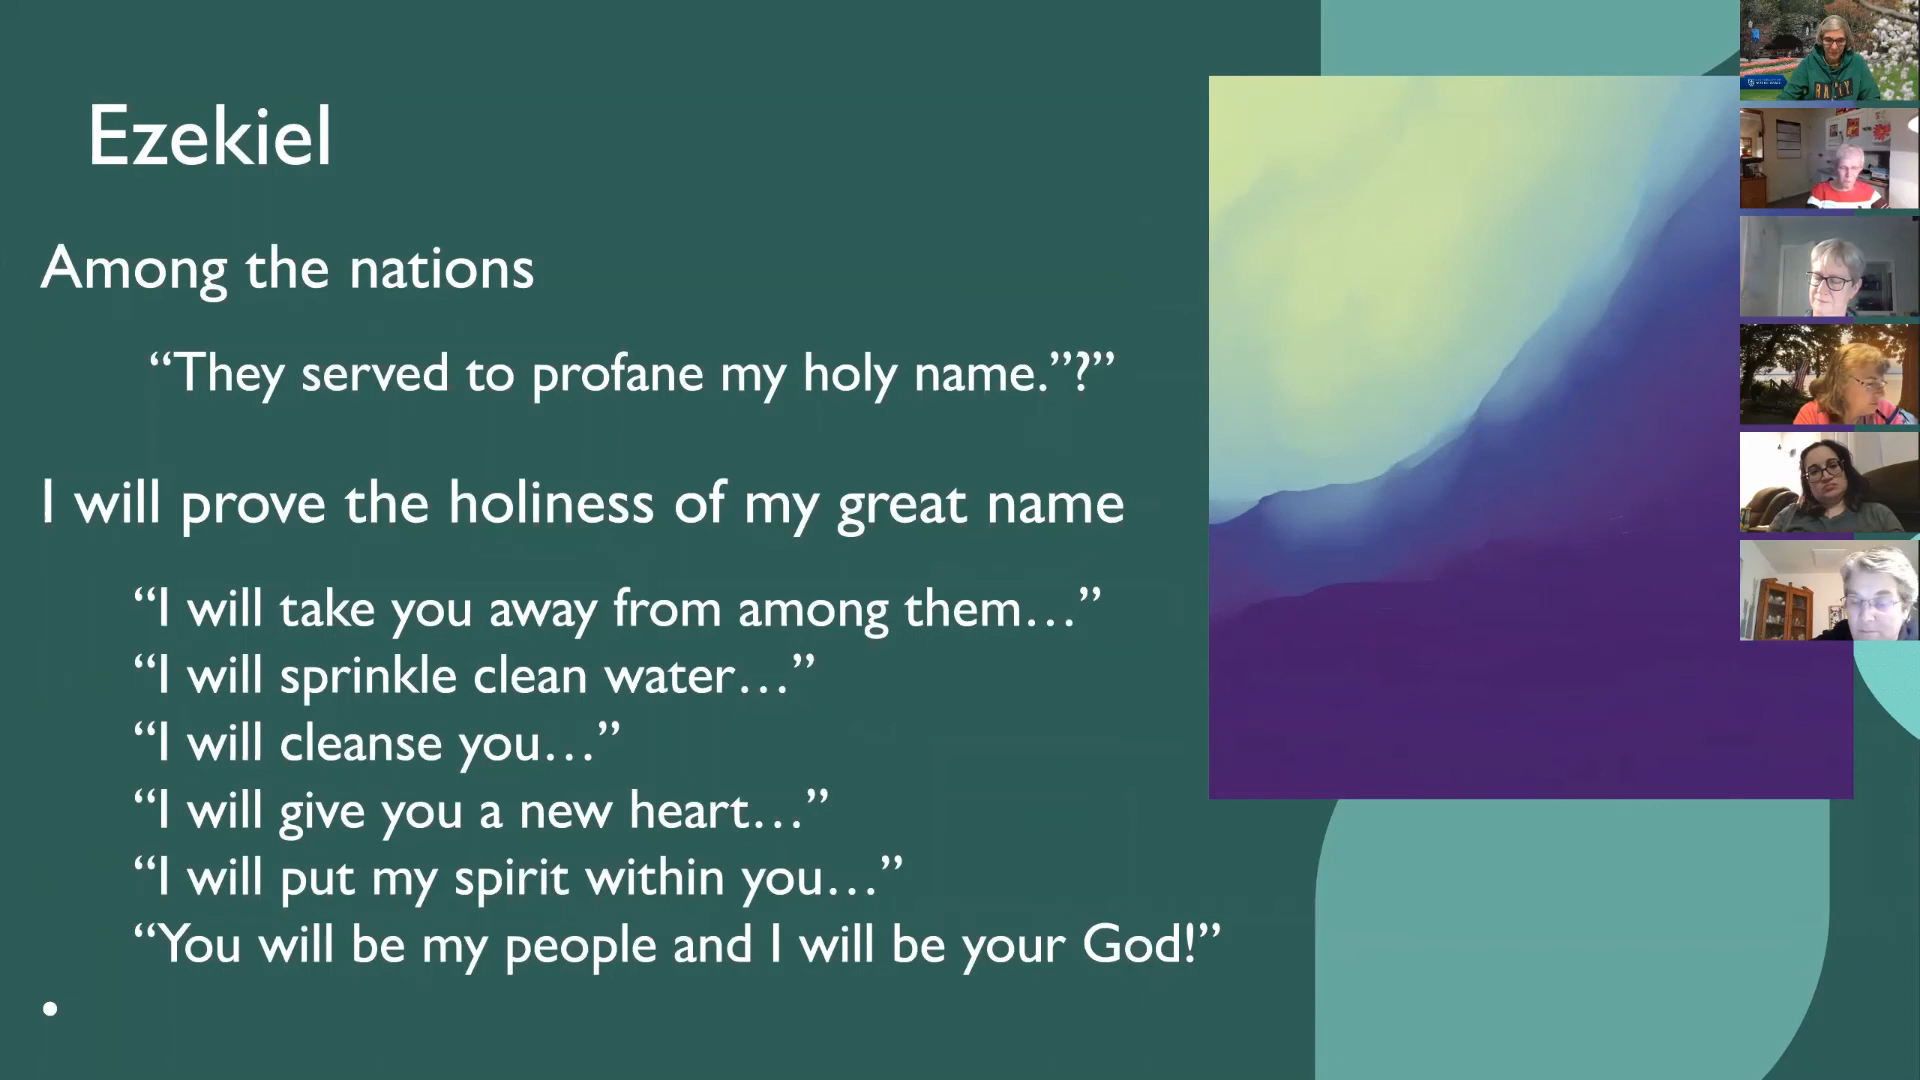 Ezekiel
Among the nations
“They served to profane my holy name.”?”
I will prove the holiness of my great name
“I will take you away from among them…”
“I will sprinkle clean water…”
“I will cleanse you…”
“I will give you a new heart…”
“I will put my spirit within you…”
“You will be my people and I will be your God!”
•